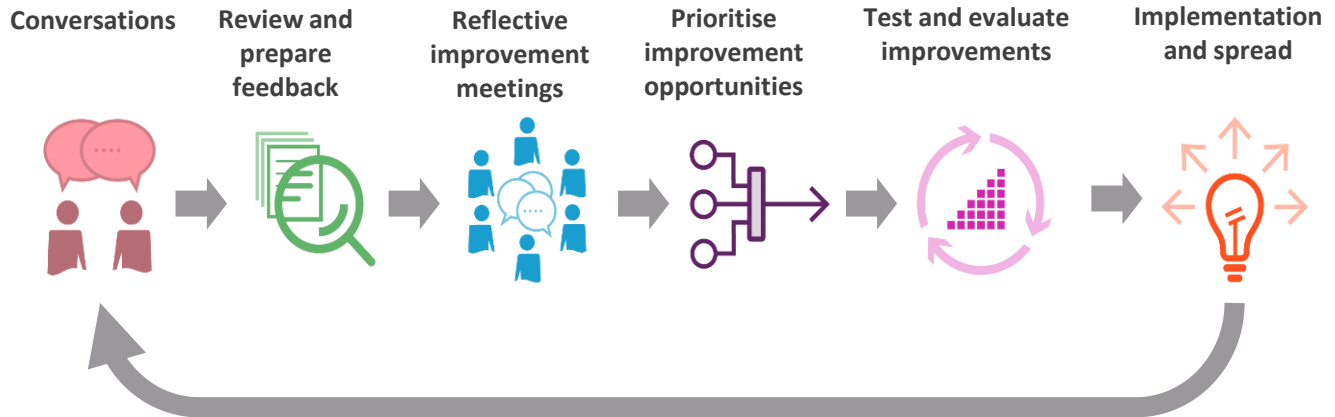 Conversations
Review and
prepare
feedback
Reflective
improvement
meetings
Prioritise
improvement
opportunities
Test and evaluate
improvements
Implementation
and spread